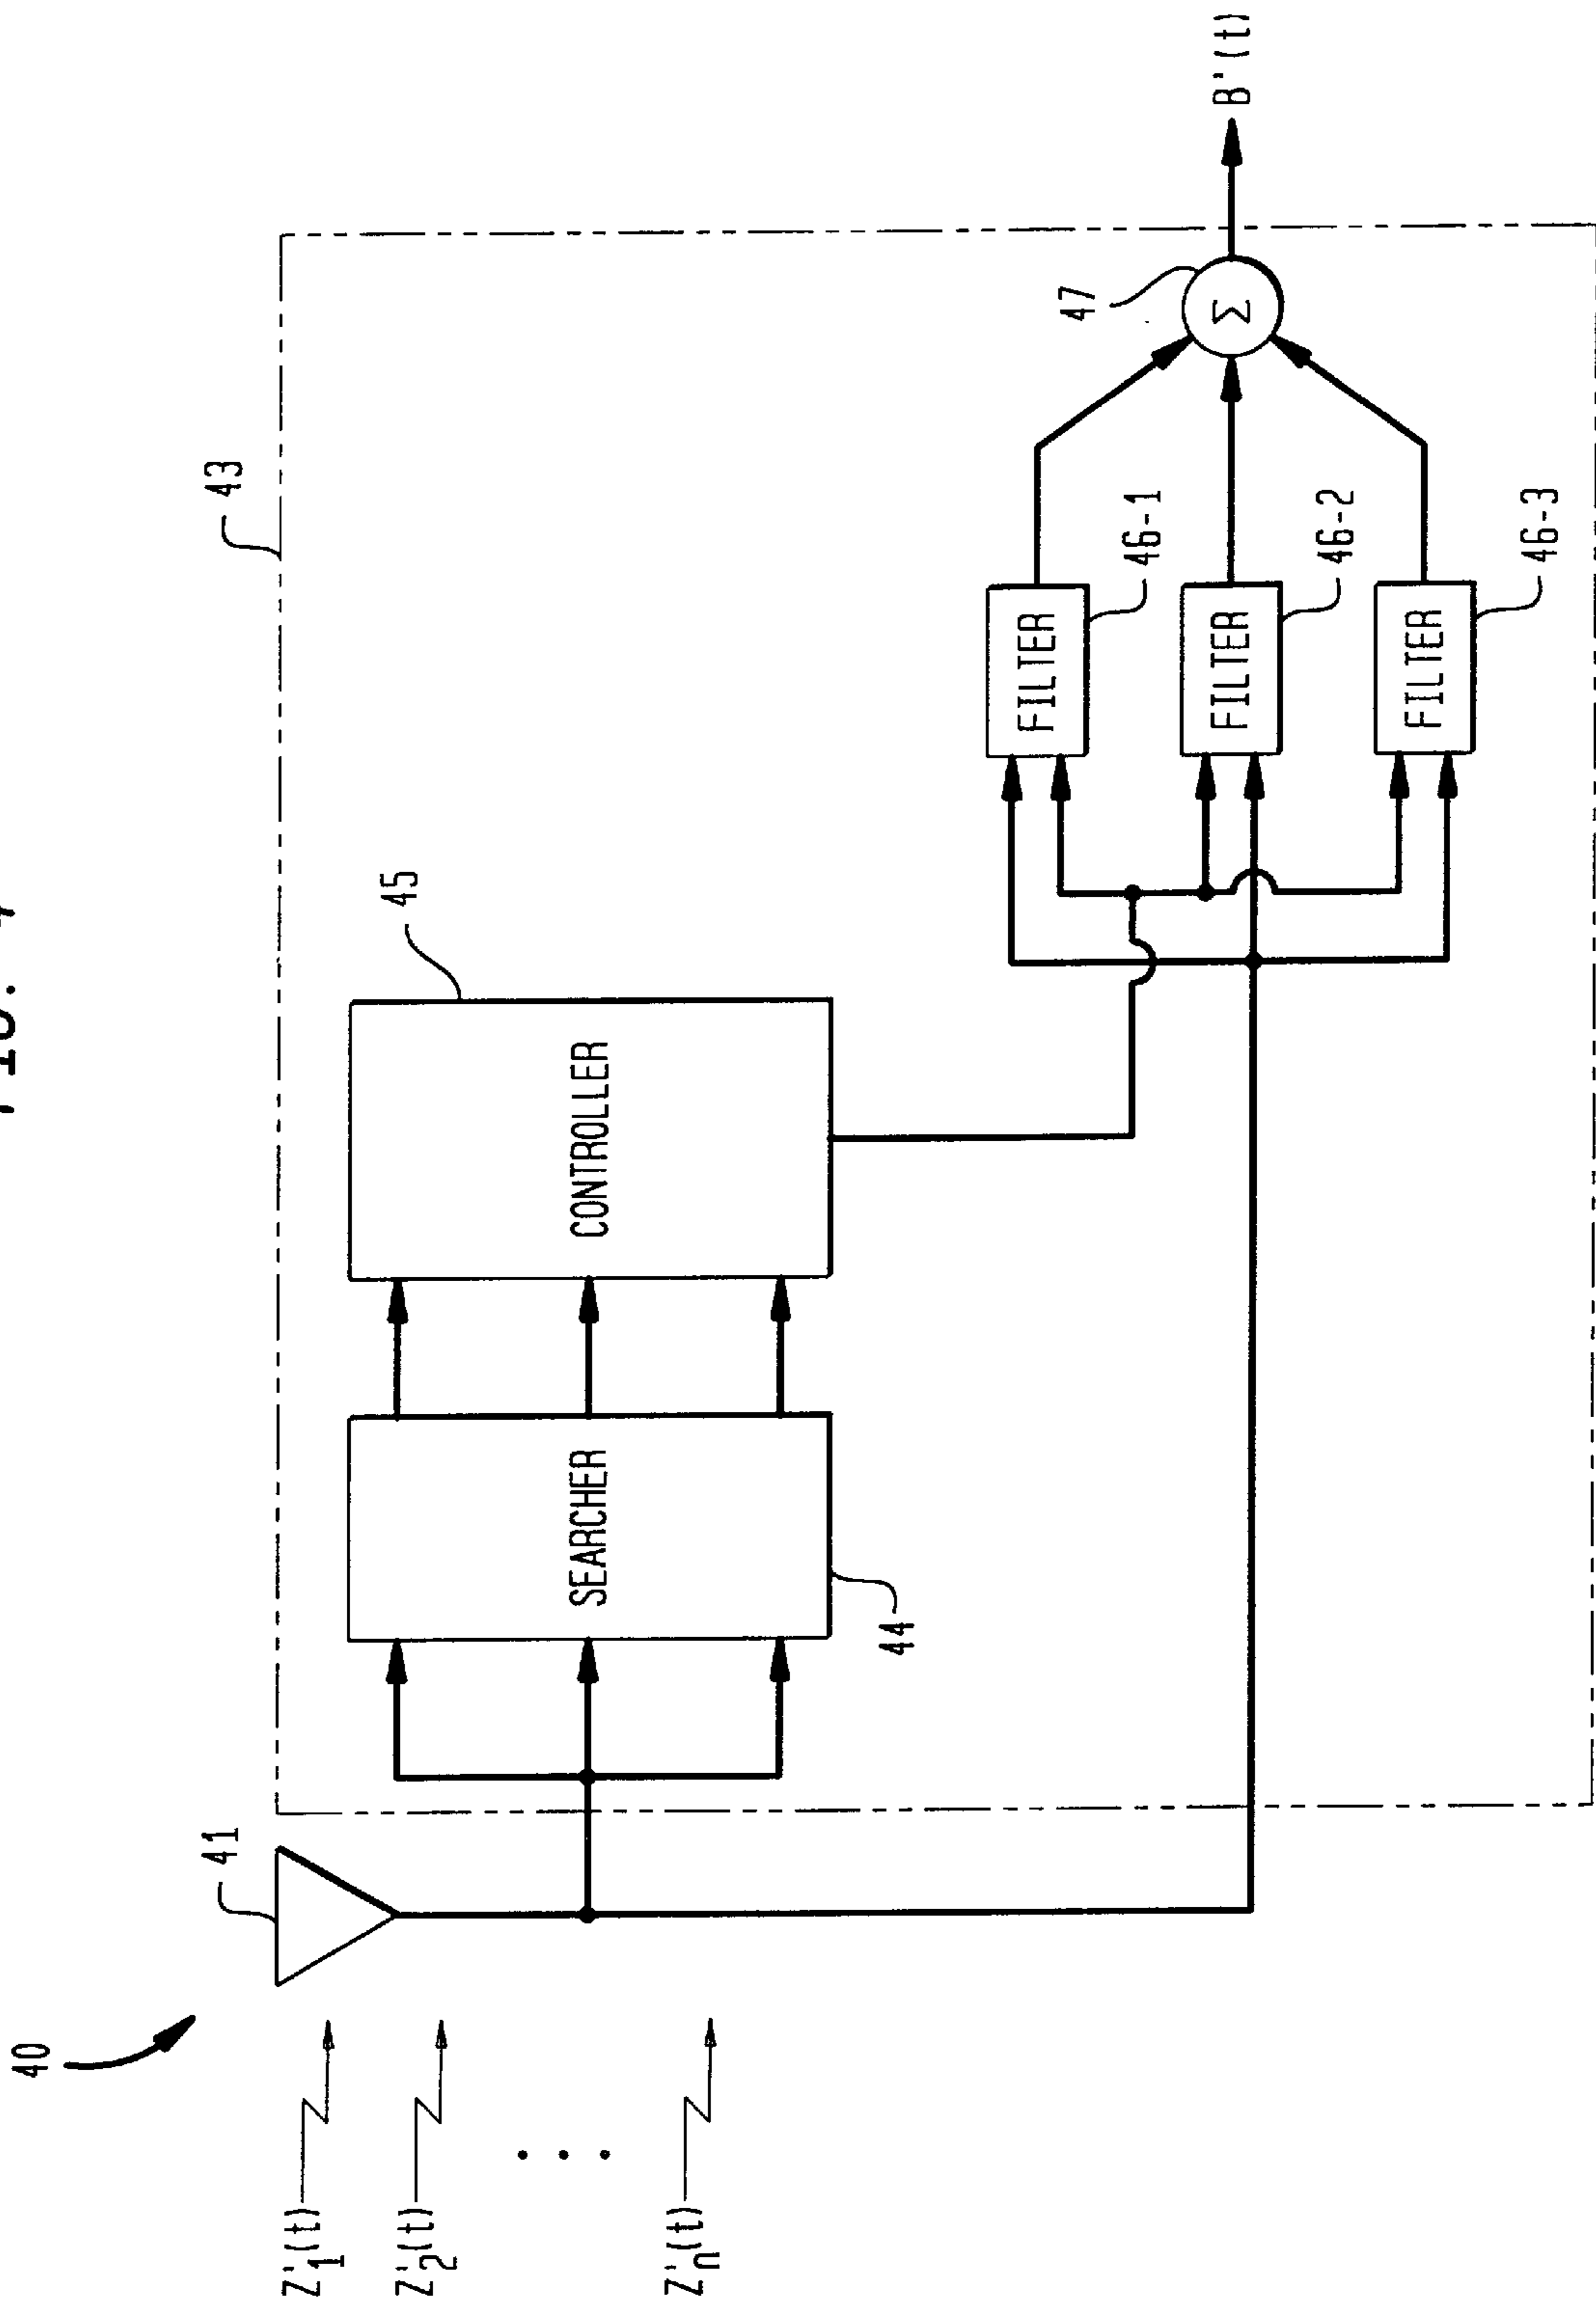 40
Z'1(t)
Z'2(t)
Z'n(t)
41
43
SEARCHER
44
CONTROLLER
45
FILTER
46-1
FILTER
46-2
FILTER
46-3
Σ
47
B'(t)